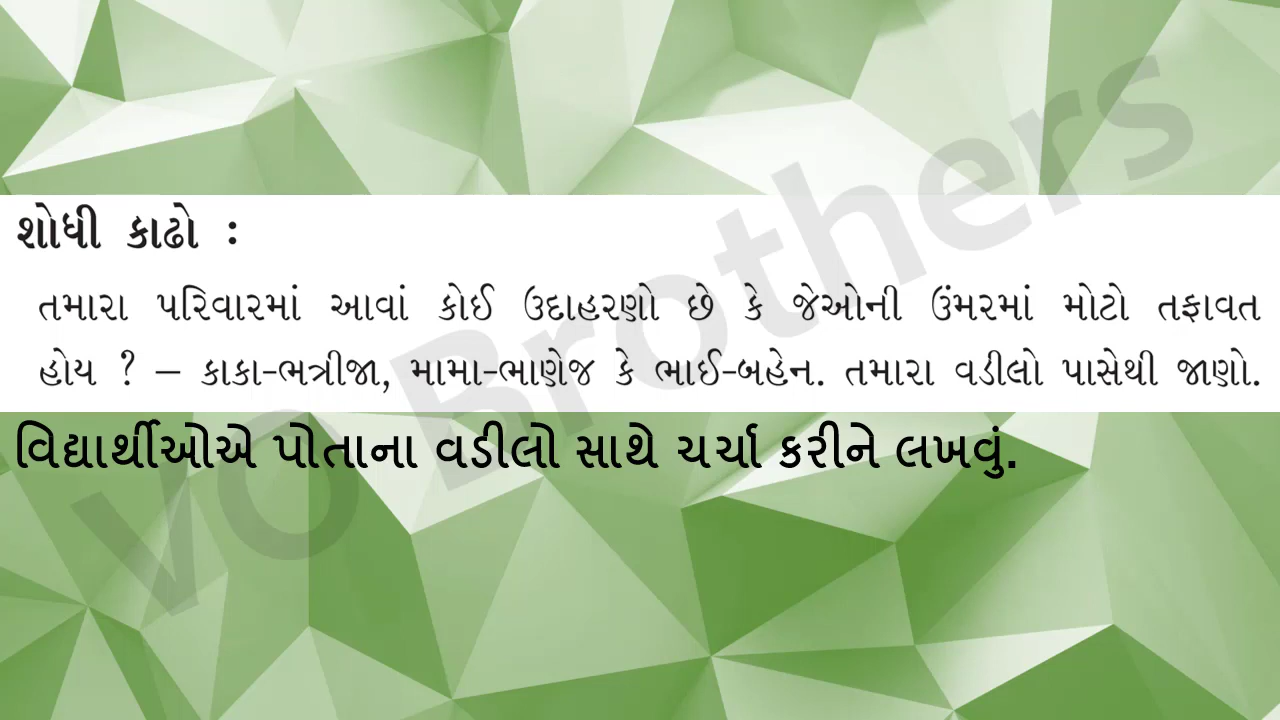 શોધી કાઢો :
તમારા પરિવારમાં આવાં કોઈ ઉદાહરણો છે કે જેઓની ઉંમરમાં મોટો તફાવત
હોય ? – કાકા-ભત્રીજા, મામા-ભાણેજ કે ભાઈ-બહેન. તમારા વડીલો પાસેથી જાણો.
વિદ્યાર્થીઓએ પોતાના વડીલો સાથે ચર્ચા કરીને લખવું.
VO Brothers